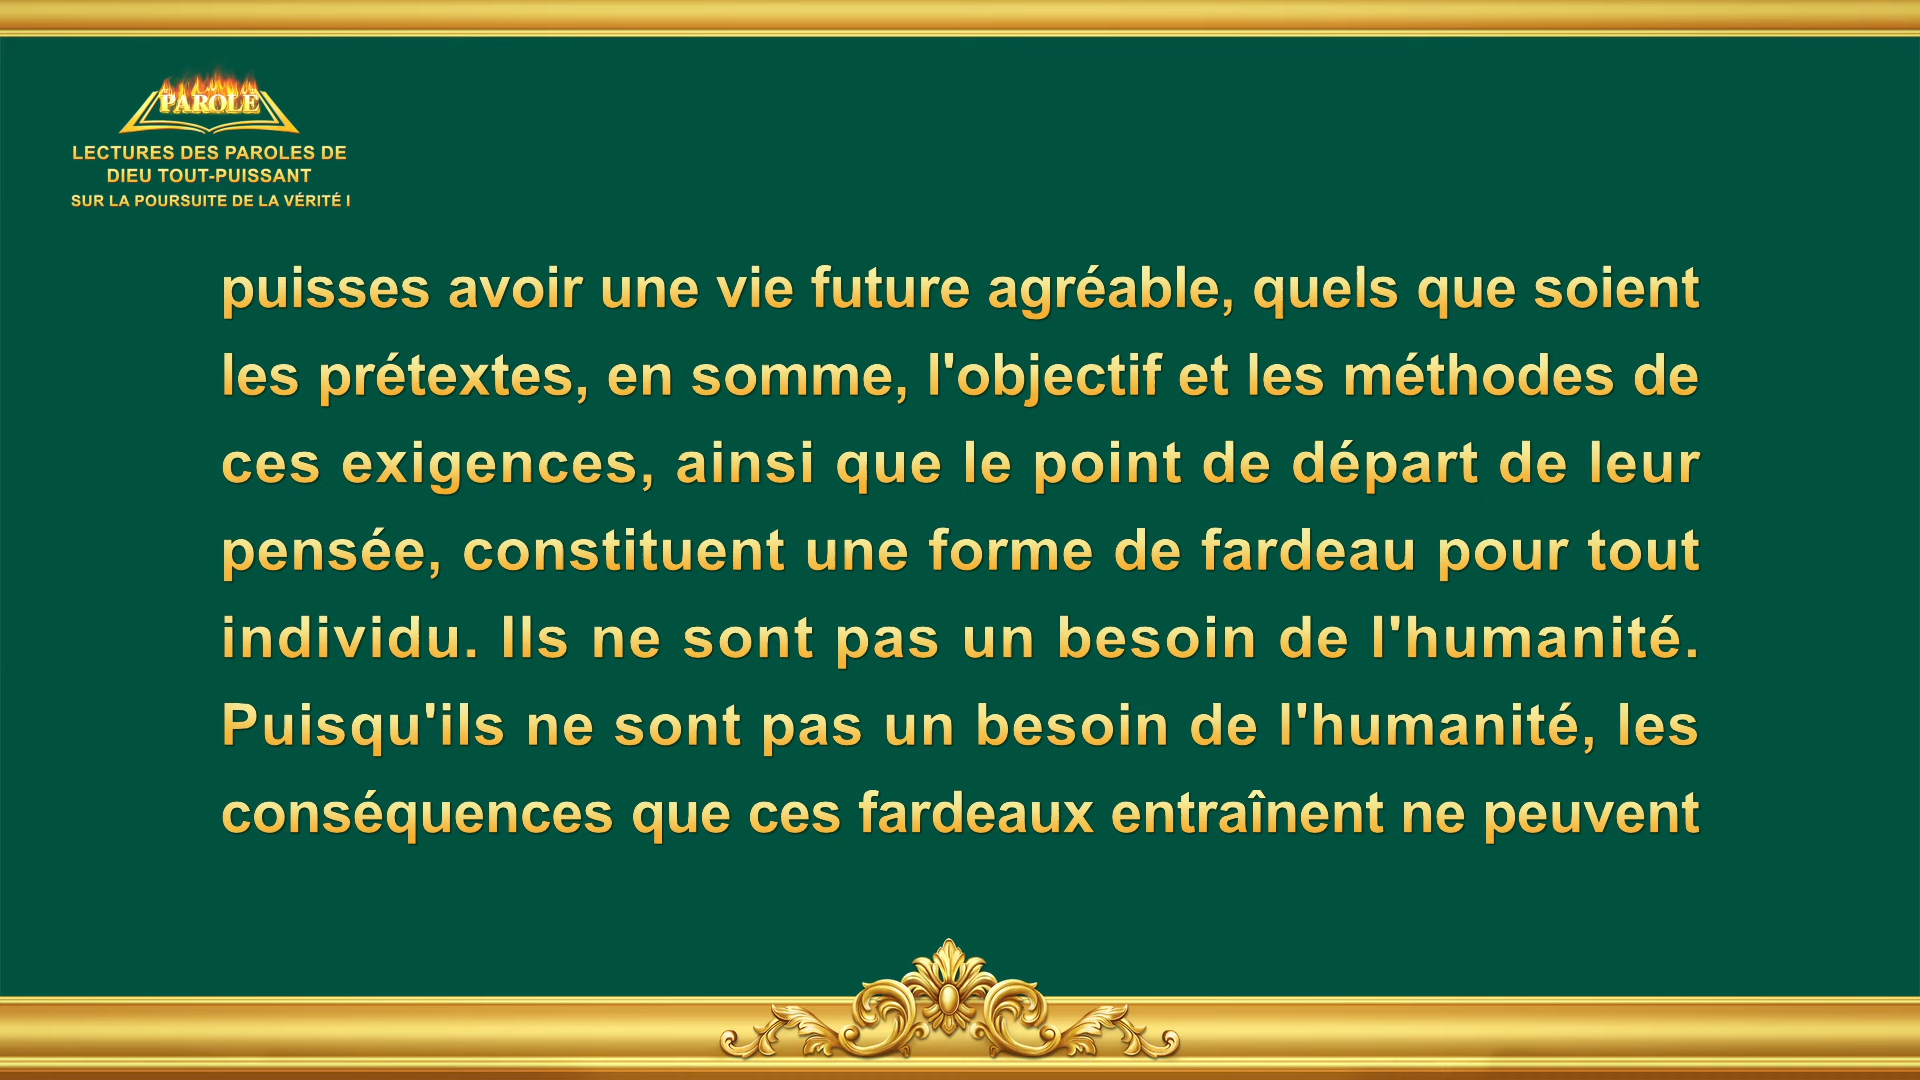 PAROLE
LECTURES DES PAROLES DE
DIEU TOUT-PUISSANT
SUR LA POURSUITE DE LA VÉRITÉ I
puisses avoir une vie future agréable, quels que soient
les prétextes, en somme, l'objectif et les méthodes de
ces exigences, ainsi que le point de départ de leur
pensée, constituent une forme de fardeau pour tout
individu. Ils ne sont pas un besoin de l'humanité.
Puisqu'ils ne sont pas un besoin de l'humanité, les
conséquences que ces fardeaux entraînent ne peuvent